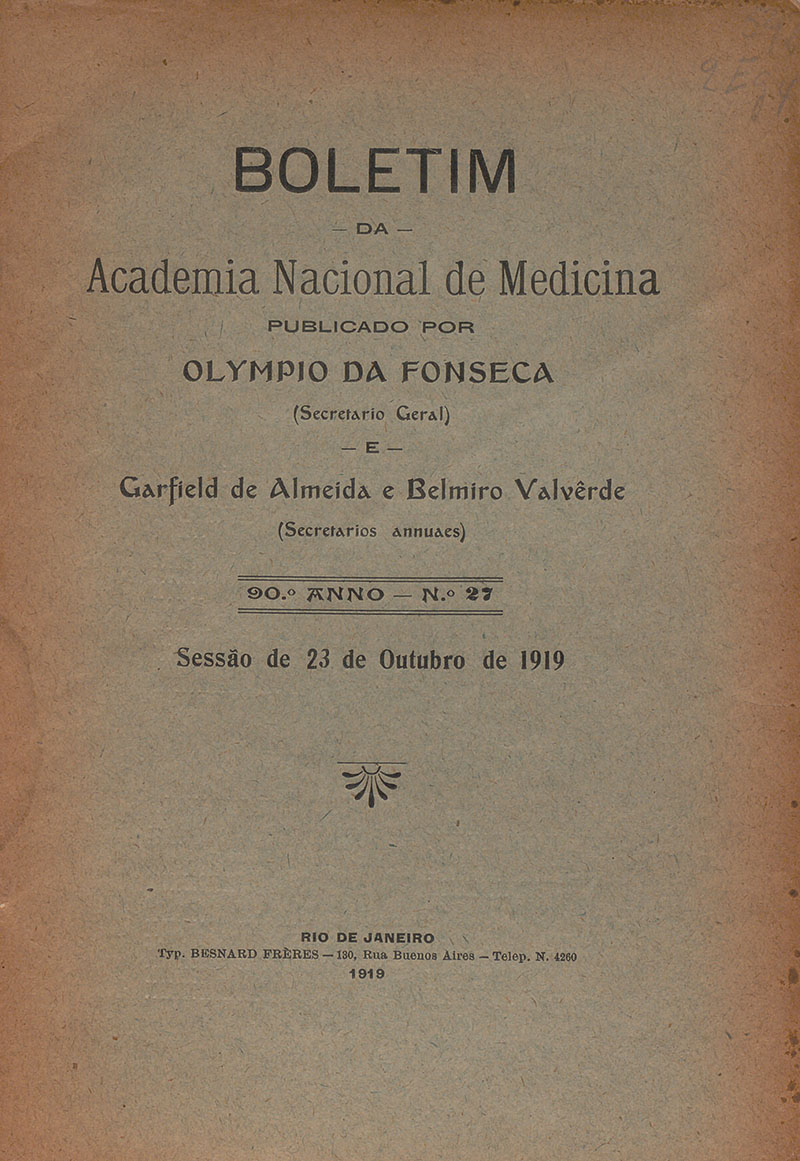 BOLETIM
— DA —
Academia Nacional de Medicina
PUBLICADO POR
OLYMPIO DA FONSECA
(Secretario Geral)
— E —
Garfield de Almeida e Belmiro Valvêrde
(Secretarios annuaes)
90.º ANNO — N.º 27
Sessão de 23 de Outubro de 1919
RIO DE JANEIRO
Typ. BESNARD FRÈRES — 130, Rua Buenos Aires — Telep. N. 4260
1919